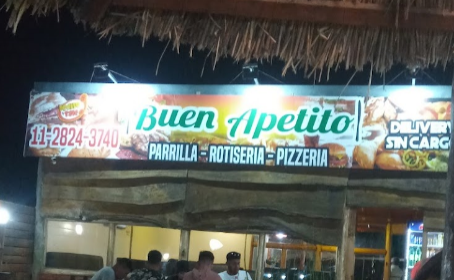 Buen Apetito
11-2824-3740
PARRILLA - ROTISERIA - PIZZERIA
DELIVERY
SIN CARGO